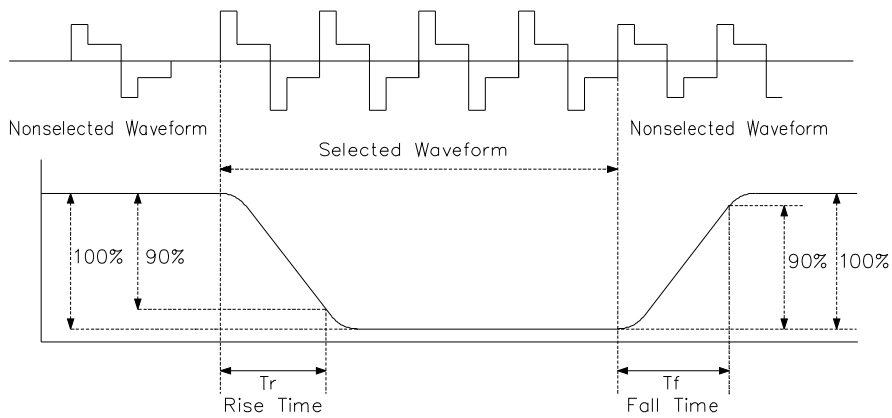 Nonselected Waveform
Selected Waveform
Nonselected Waveform
100%
90%
90%
100%
Tr
Rise Time
Tf
Fall Time